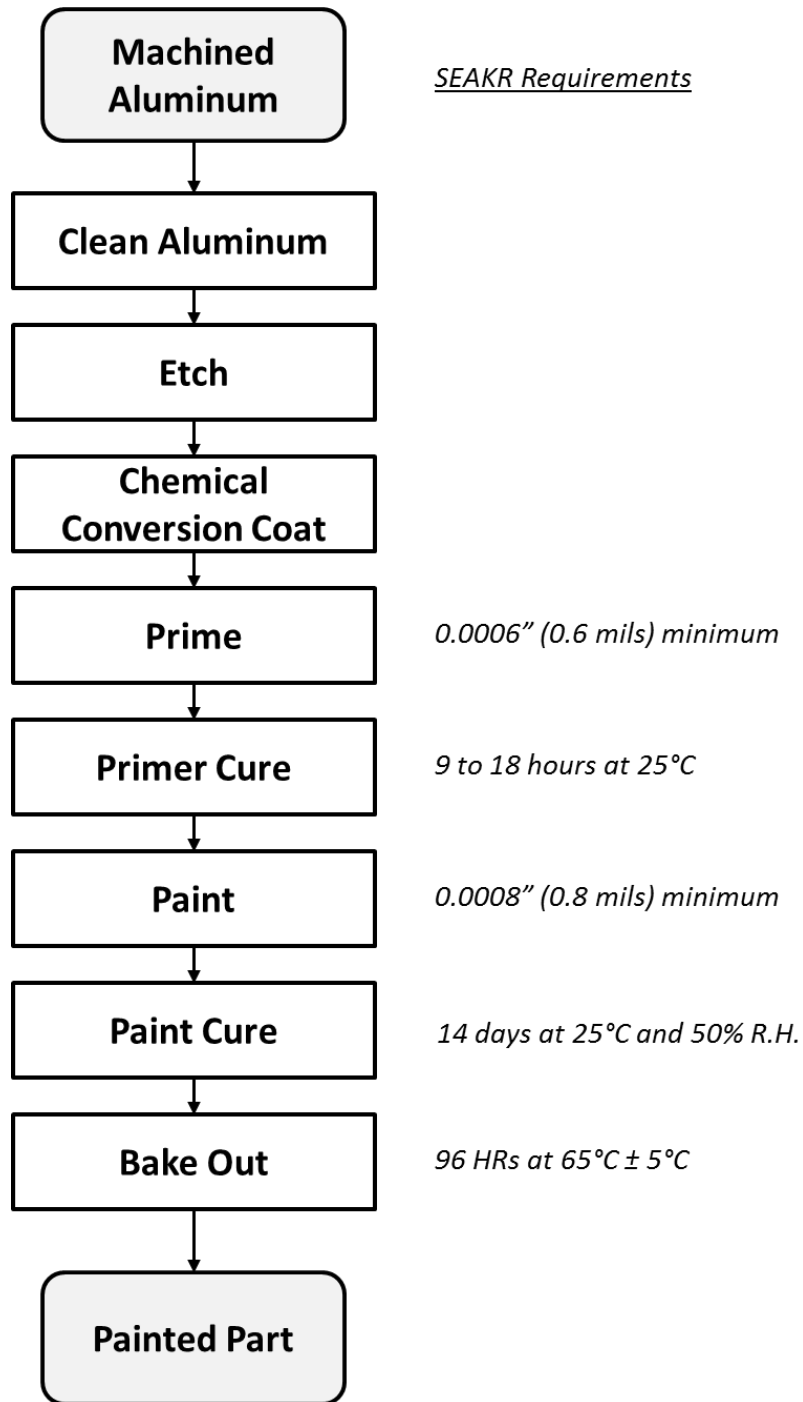 Machined
Aluminum
SEAKR Requirements
Clean Aluminum
Etch
Chemical
Conversion Coat
Prime
0.0006” (0.6 mils) minimum
Primer Cure
9 to 18 hours at 25°C
Paint
0.0008” (0.8 mils) minimum
Paint Cure
14 days at 25°C and 50% R.H.
Bake Out
96 HRs at 65°C ± 5°C
Painted Part